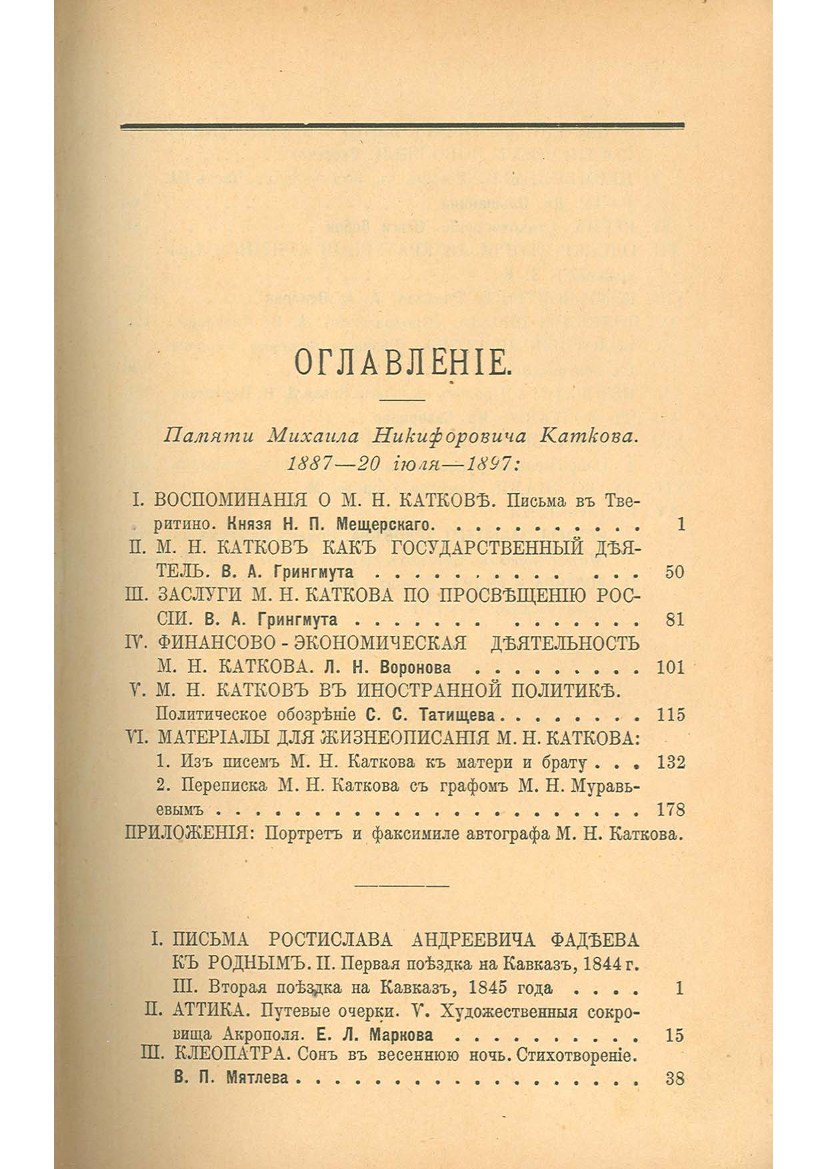 ОГЛАВЛЕНІЕ.
Памяти Михаила Никифоровича Каткова.
1887—20 іюля—1897:
I. ВОСПОМИНАНІЯ О М. Н. КАТКОВѢ. Письма въ Тве-
ритино. Князя Н. П. Мещерскаго. . . . . . . . . . . 1
II. М. Н. КАТКОВЪ КАКЪ ГОСУДАРСТВЕННЫЙ ДѢЯ-
ТЕЛЬ. В. А. Грингмута . . . . . . . . . . . . . 50
III. ЗАСЛУГИ М. Н. КАТКОВА ПО ПРОСВѢЩЕНІЮ РОС-
СІИ. В. А. Грингмута . . . . . . . . . . . . . . 81
IV. ФИНАНСОВО-ЭКОНОМИЧЕСКАЯ ДѢЯТЕЛЬНОСТЬ
М. Н. КАТКОВА. Л. Н. Воронова . . . . . . . . . 101
V. М. Н. КАТКОВЪ ВЪ ИНОСТРАННОЙ ПОЛИТИКѢ.
Политическое обозрѣніе С. С. Татищева. . . . . . . . 115
VI. МАТЕРІАЛЫ ДЛЯ ЖИЗНЕОПИСАНІЯ М. Н. КАТКОВА:
1. Изъ писемъ М. Н. Каткова къ матери и брату . . . 132
2. Переписка М. Н. Каткова съ графомъ М. Н. Муравь-
евымъ . . . . . . . . . . . . . . . . . . . . . 178
ПРИЛОЖЕНІЯ: Портретъ и факсимиле автографа М. Н. Каткова.
I. ПИСЬМА РОСТИСЛАВА АНДРЕЕВИЧА ФАДѢЕВА
КЪ РОДНЫМЪ. II. Первая поѣздка на Кавказъ, 1844 г.
III. Вторая поѣздка на Кавказъ, 1845 года . . . . 1
II. АТТИКА. Путевые очерки. V. Художественныя сокро-
вища Акрополя. Е. Л. Маркова . . . . . . . . . . 15
III. КЛЕОПАТРА. Сонъ въ весеннюю ночь. Стихотвореніе.
В. П. Мятлева . . . . . . . . . . . . . . . . . 38